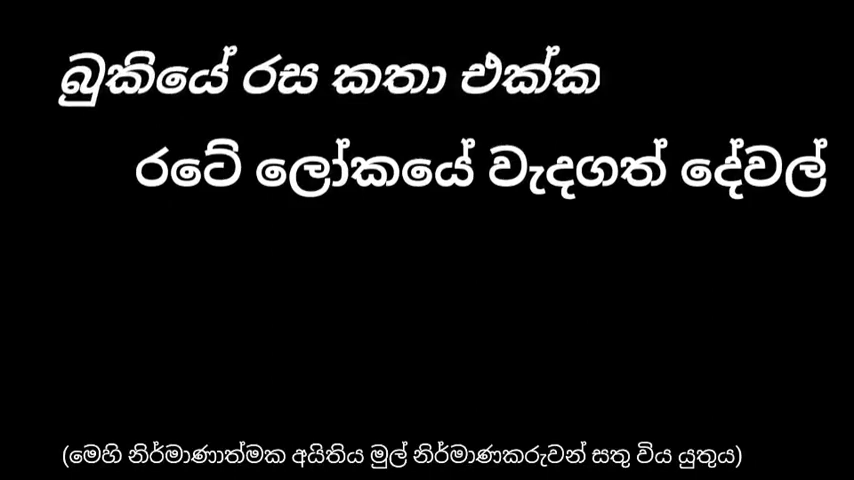 බුකියේ රස කතා එක්ක
රටේ ලෝකයේ වැදගත් දේවල්
(මෙහි නිර්මාණාත්මක අයිතිය මුල් නිර්මාණකරුවන් සතු විය යුතුය)